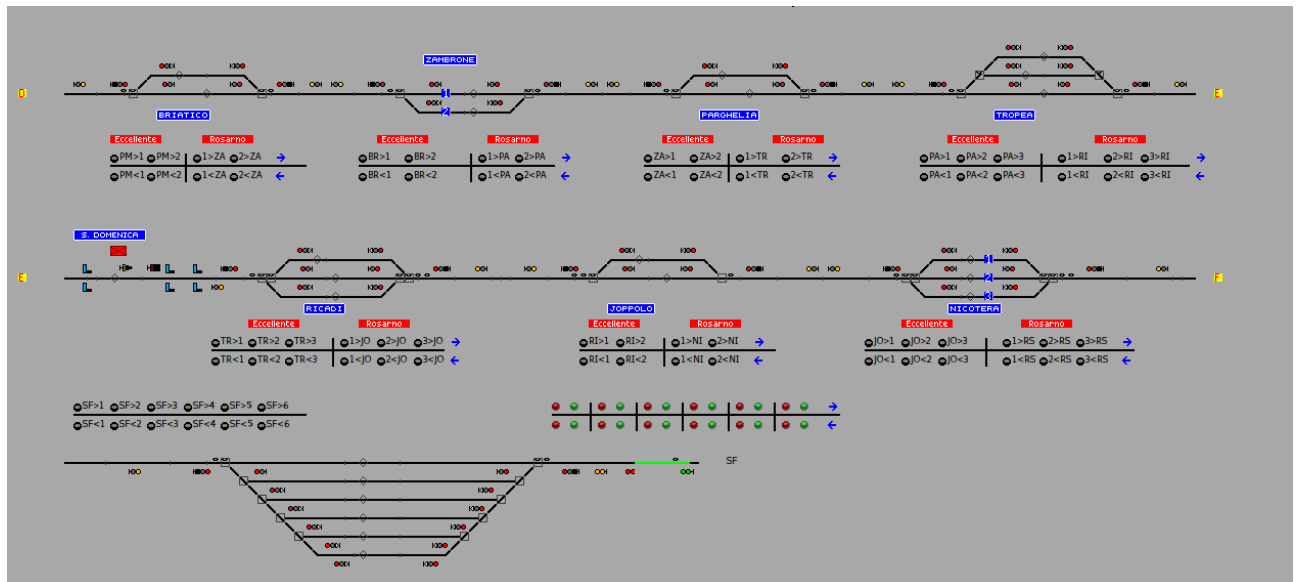 ZAMBRONE
1
D E
2
BRIATICO PARGHELIA TROPEA
Eccellente Rosarno Eccellente Rosarno Eccellente Rosarno Eccellente Rosarno
PM>1 PM>2 1>ZA 2>ZA → BR>1 BR>2 1>PA 2>PA → ZA>1 ZA>2 1>TR 2>TR → PA>1 PA>2 PA>3 1>RI 2>RI 3>RI →
PM<1 PM<2 1<ZA 2<ZA ← BR<1 BR<2 1<PA 2<PA ← ZA<1 ZA<2 1<TR 2<TR ← PA<1 PA<2 PA<3 1<RI 2<RI 3<RI ←
S. DOMENICA
1
E 2 F
3
RICADI JOPPOLO NICOTERA
Eccellente Rosarno Eccellente Rosarno Eccellente Rosarno
TR>1 TR>2 TR>3 1>JO 2>JO 3>JO → RI>1 RI>2 1>NI 2>NI → JO>1 JO>2 JO>3 1>RS 2>RS 3>RS →
TR<1 TR<2 TR<3 1<JO 2<JO 3<JO ← RI<1 RI<2 1<NI 2<NI ← JO<1 JO<2 JO<3 1<RS 2<RS 3<RS ←
SF>1 SF>2 SF>3 SF>4 SF>5 SF>6 →
SF<1 SF<2 SF<3 SF<4 SF<5 SF<6 ←
SF